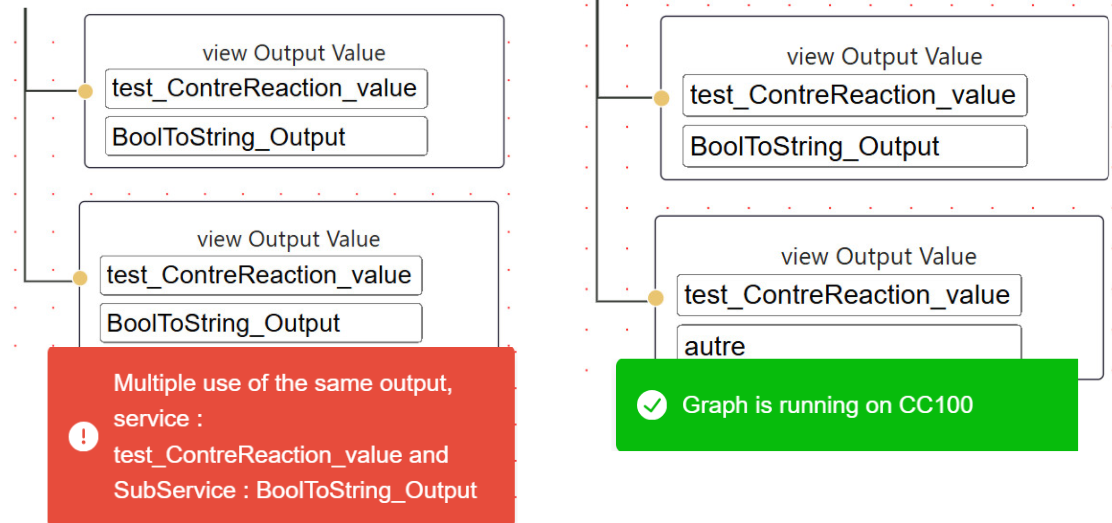 view Output Value
test_ContreReaction_value
BoolToString_Output
view Output Value
test_ContreReaction_value
BoolToString_Output
Multiple use of the same output,
service :
test_ContreReaction_value and
SubService : BoolToString_Output
view Output Value
test_ContreReaction_value
BoolToString_Output
view Output Value
test_ContreReaction_value
autre
Graph is running on CC100